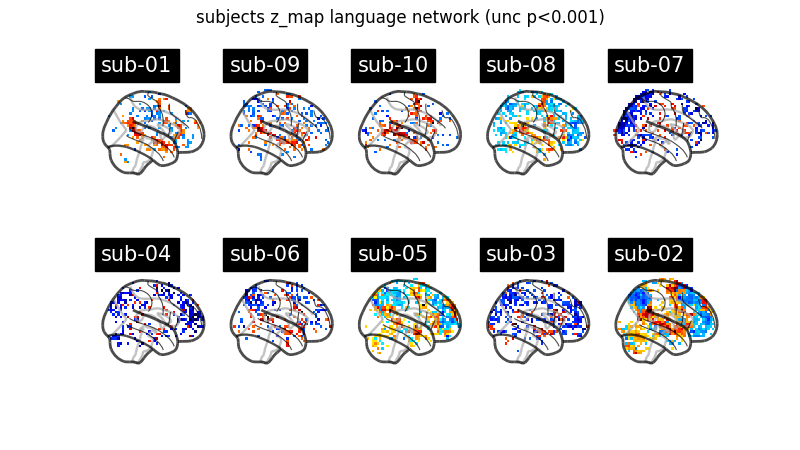 subjects z_map language network (unc p<0.001)
sub-01
sub-09
sub-10
sub-08
sub-07
sub-04
sub-06
sub-05
sub-03
sub-02